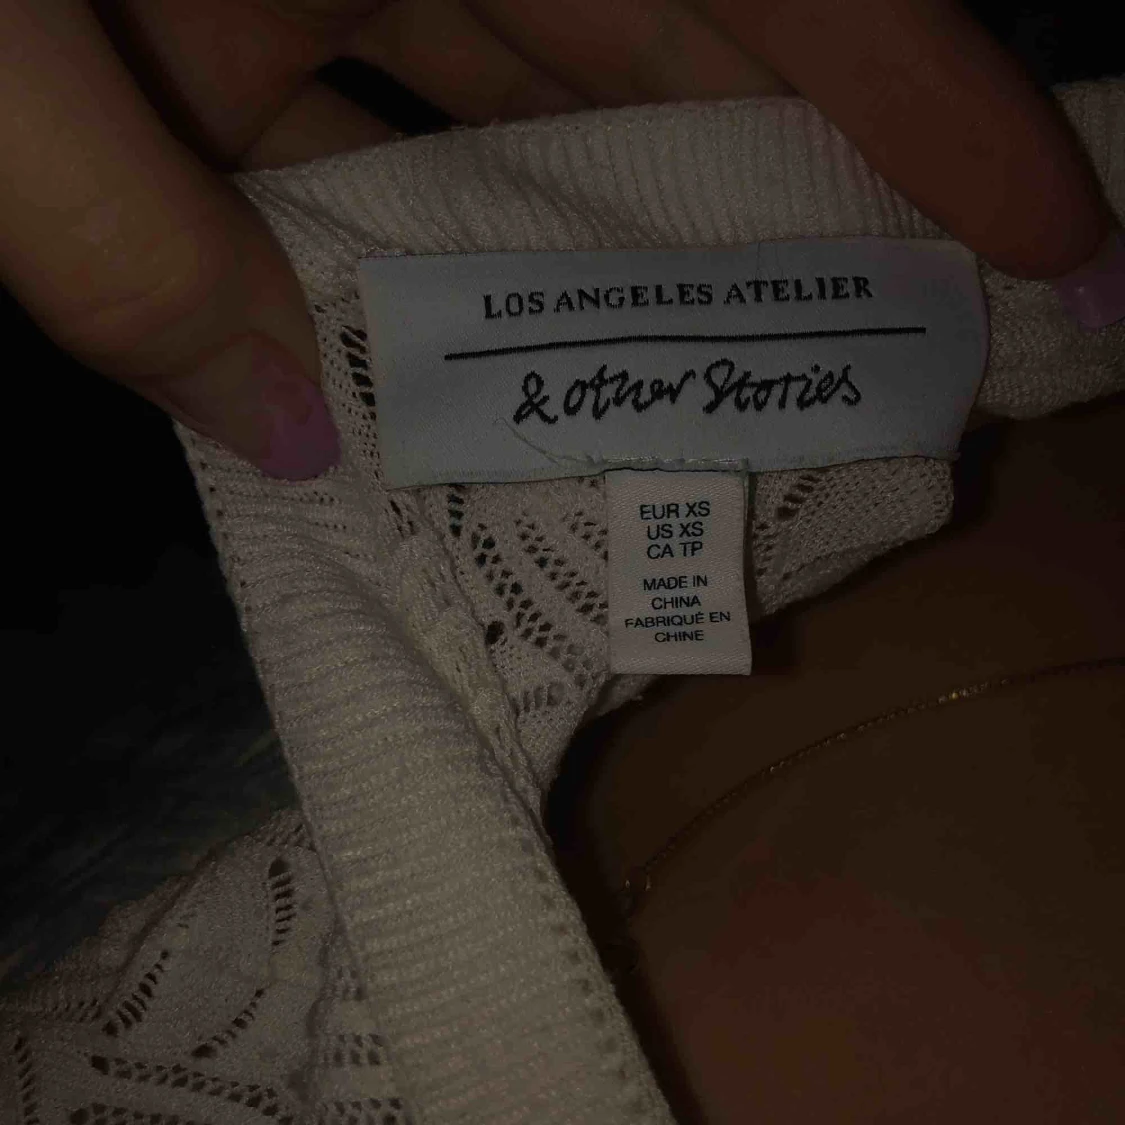 LOS ANGELES ATELIER
& other Stories
EUR XS
US XS
CA TP
MADE IN
CHINA
FABRIQUÉ EN
CHINE